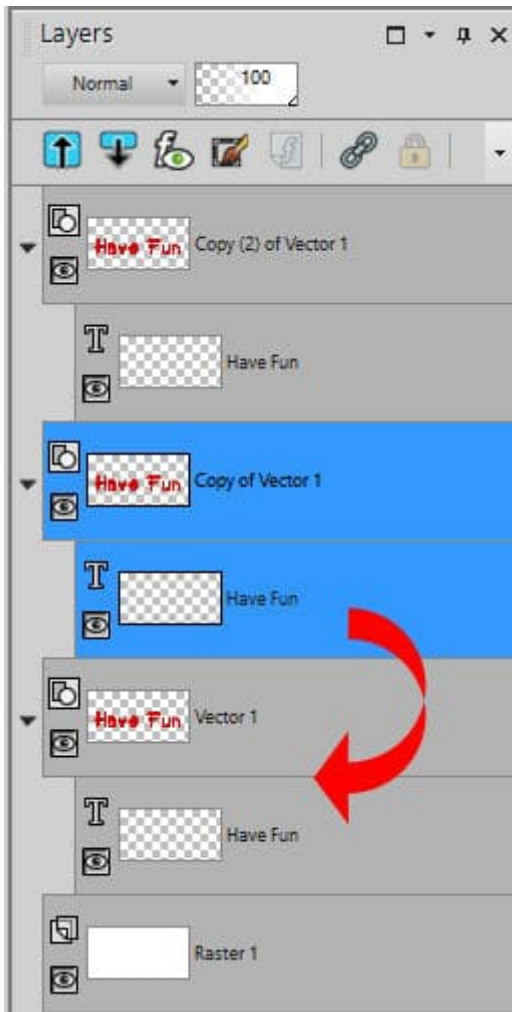 Layers
Normal
100
Have Fun
Copy (2) of Vector 1
Have Fun
Have Fun
Copy of Vector 1
Have Fun
Have Fun
Vector 1
Have Fun
Raster 1